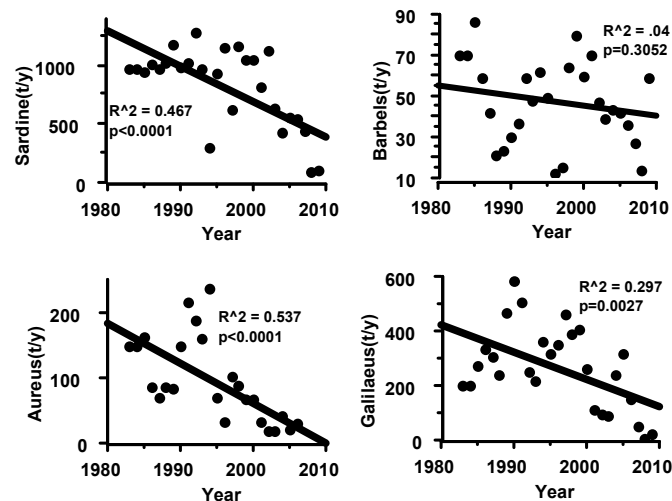 Sardine(t/y)
1000
500
0
R^2 = 0.467
p<0.0001
1980 1990 2000 2010
Year
Barbels(t/y)
90
70
50
30
10
R^2 = .04
p=0.3052
1980 1990 2000 2010
Year
Aureus(t/y)
200
100
0
R^2 = 0.537
p<0.0001
1980 1990 2000 2010
Year
Galilaeus(t/y)
600
400
200
0
R^2 = 0.297
p=0.0027
1980 1990 2000 2010
Year